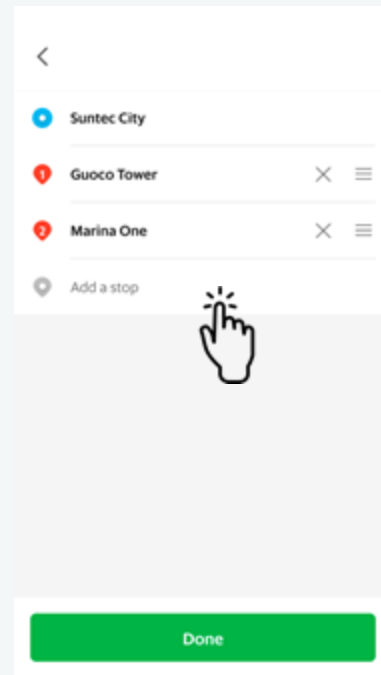 Suntec City
1
Guoco Tower
2
Marina One
Add a stop
Done